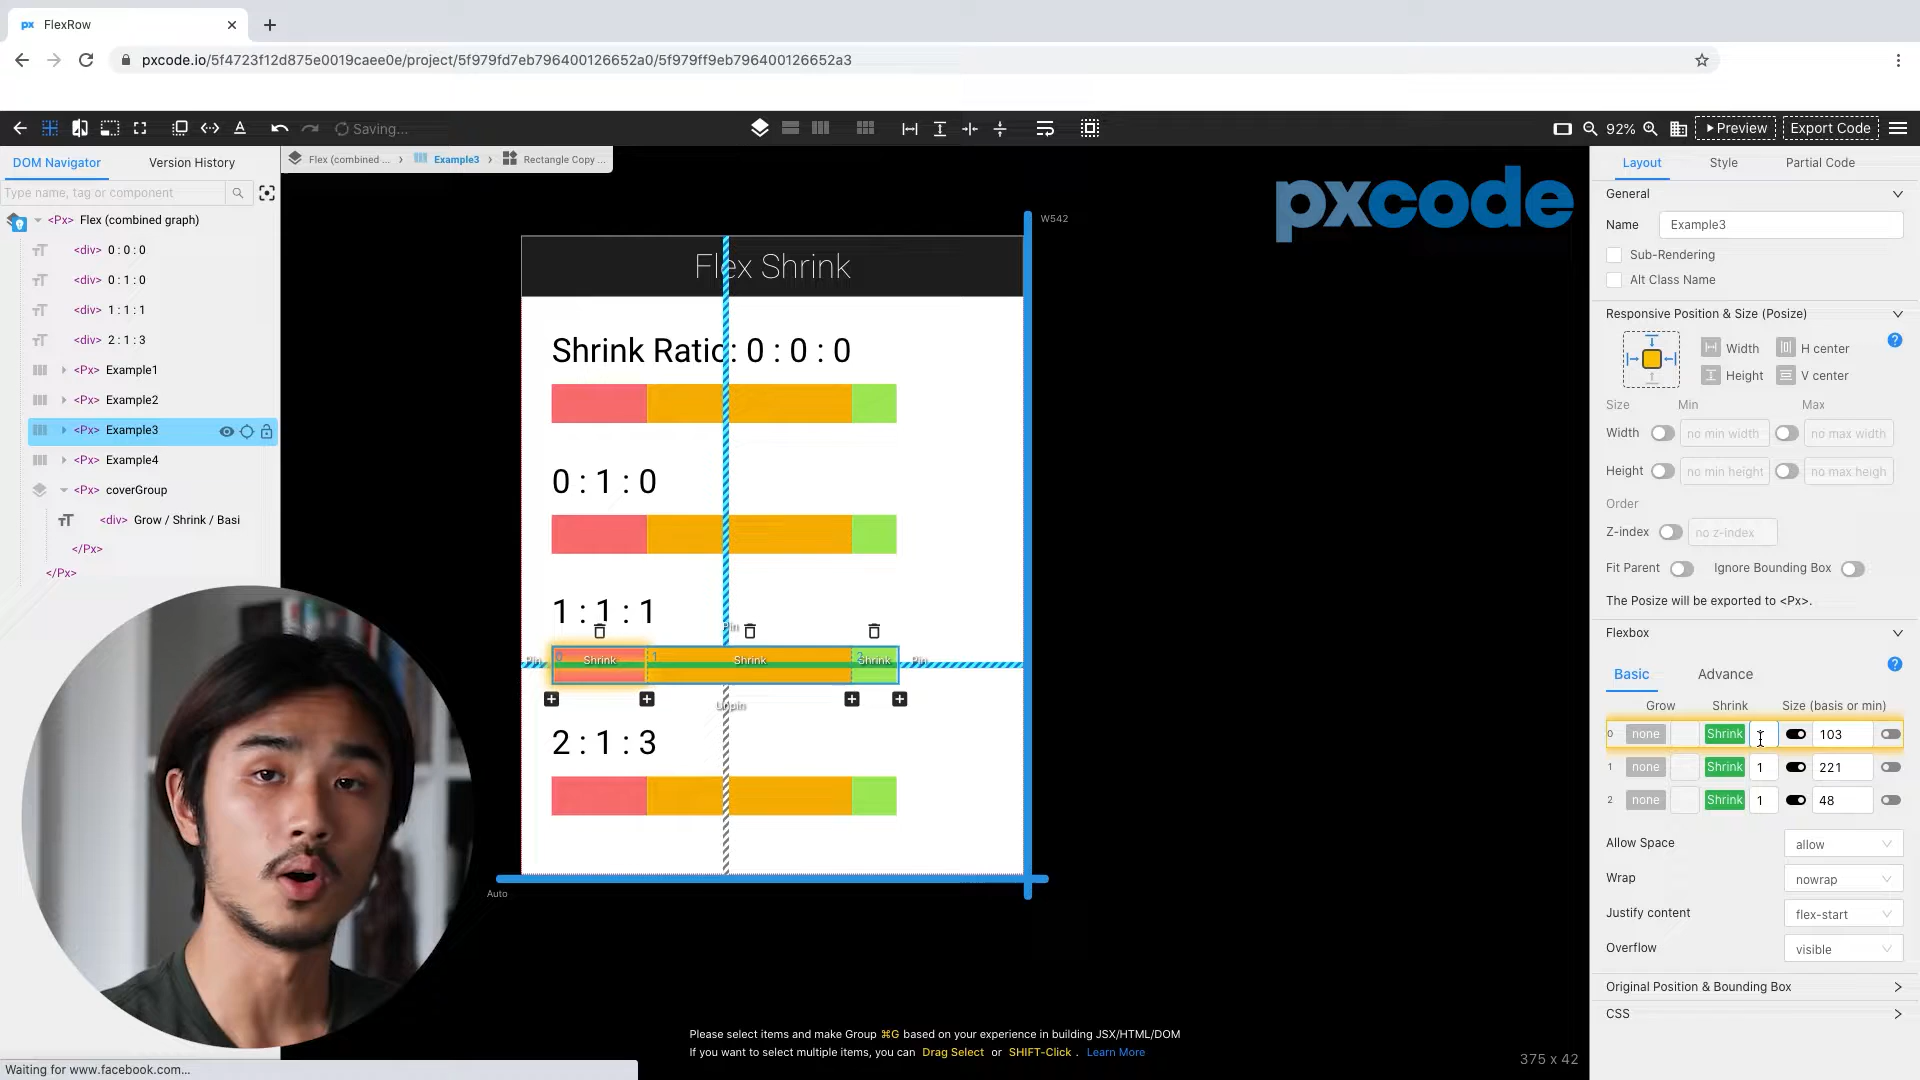 px FlexRow
pxcode.io/5f4723f12d875e0019caee0e/project/5f979fd7eb796400126652a0/5f979ff9eb796400126652a3
Saving...
92%
Preview
Export Code
DOM Navigator
Version History
Type name, tag or component
<Px> Flex (combined graph)
<div> 0 : 0 : 0
<div> 0 : 1 : 0
<div> 1 : 1 : 1
<div> 2 : 1 : 3
<Px> Example1
<Px> Example2
<Px> Example3
<Px> Example4
<Px> coverGroup
<div> Grow / Shrink / Basi
</Px>
</Px>
Flex (combined ... › Example3 › Rectangle Copy ...
pxcode
W542
Flex Shrink
Shrink Ratio: 0 : 0 : 0
0 : 1 : 0
1 : 1 : 1
Pin
Pin 0 Shrink 1 Shrink 2 Shrink Pin
Unpin
2 : 1 : 3
Auto
Please select items and make Group ⌘G based on your experience in building JSX/HTML/DOM
If you want to select multiple items, you can Drag Select or SHIFT-Click . Learn More
375 x 42
Waiting for www.facebook.com...
Layout
Style
Partial Code
General
Name Example3
Sub-Rendering
Alt Class Name
Responsive Position & Size (Posize)
?
Width H center
Height V center
Size Min Max
Width no min width no max width
Height no min height no max heigh
Order
Z-index no z-index
Fit Parent Ignore Bounding Box
The Posize will be exported to <Px>.
Flexbox
?
Basic Advance
Grow Shrink Size (basis or min)
0 none Shrink 103
1 none Shrink 1 221
2 none Shrink 1 48
Allow Space allow
Wrap nowrap
Justify content flex-start
Overflow visible
Original Position & Bounding Box
CSS